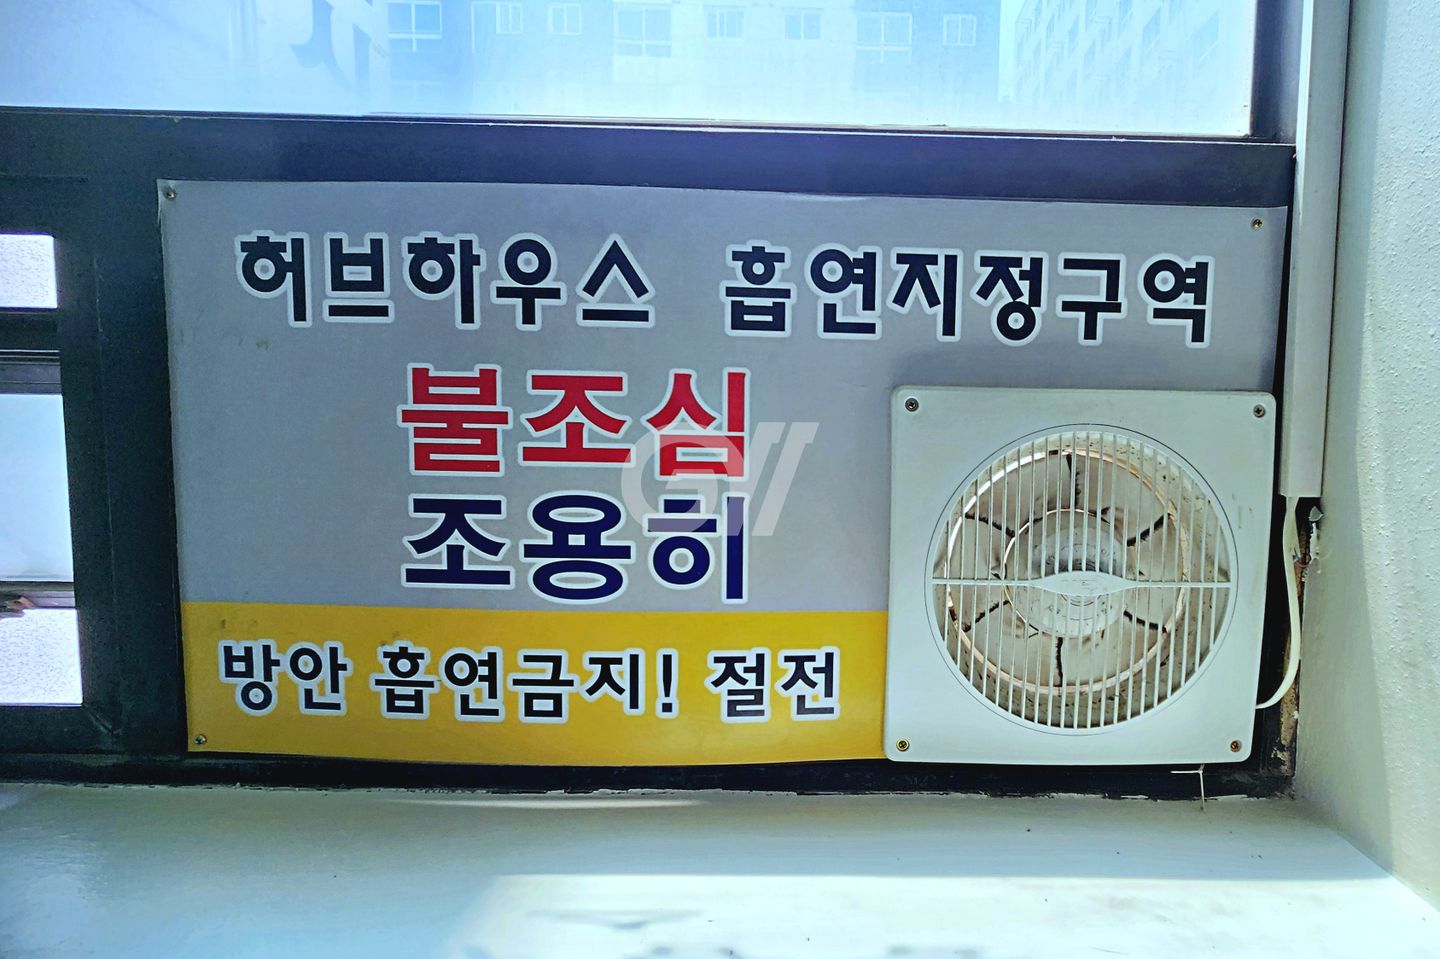 허브하우스 흡연지정구역
불조심
조용히
방안 흡연금지! 절전